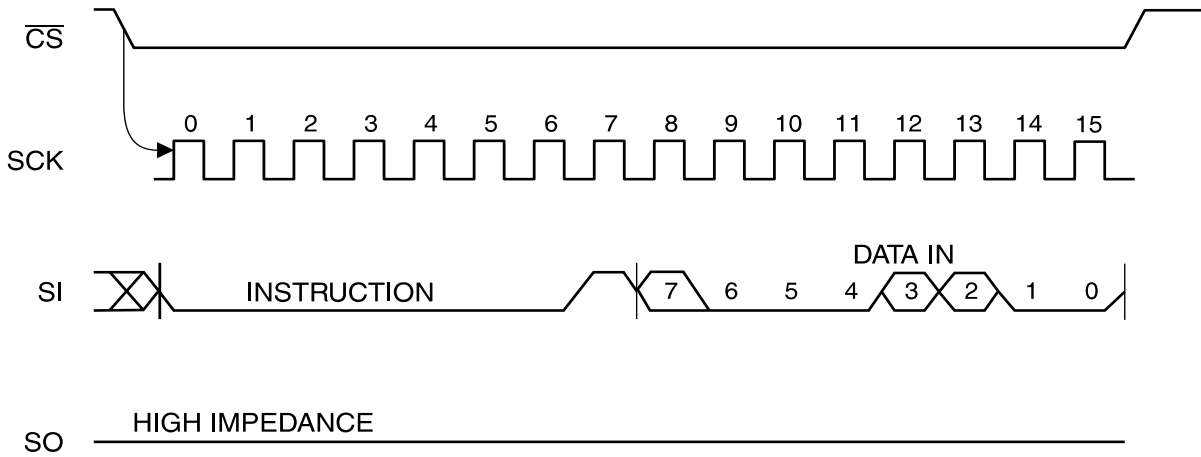 C̅S̅
0 1 2 3 4 5 6 7 8 9 10 11 12 13 14 15
SCK
DATA IN
SI INSTRUCTION 7 6 5 4 3 2 1 0
HIGH IMPEDANCE
SO